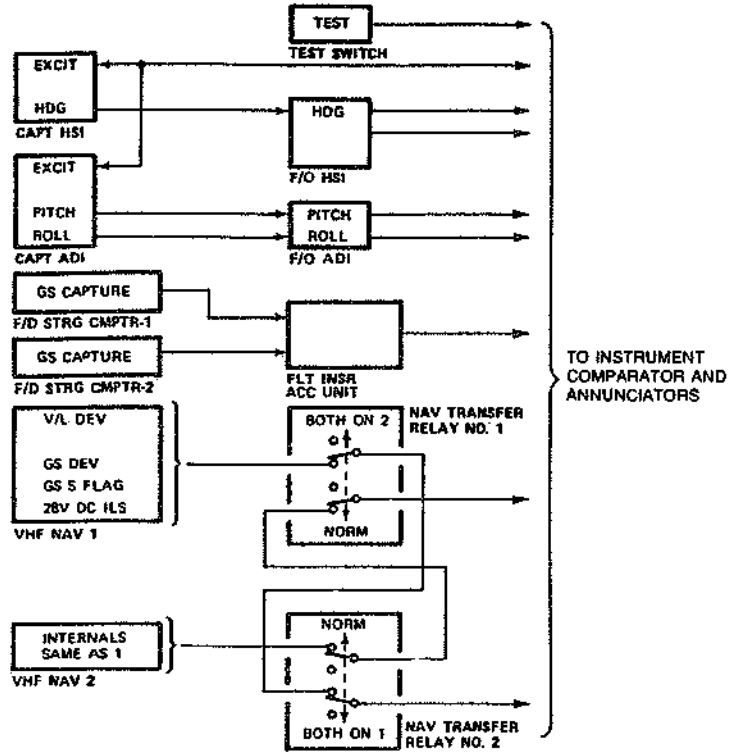 TEST
TEST SWITCH
EXCIT
HDG
CAPT HSI
HDG
F/O HSI
EXCIT
PITCH
ROLL
CAPT ADI
PITCH
ROLL
F/O ADI
GS CAPTURE
F/D STRG CMPTR-1
GS CAPTURE
F/D STRG CMPTR-2
FLT INSR
ACC UNIT
TO INSTRUMENT
COMPARATOR AND
ANNUNCIATORS
V/L DEV
GS DEV
GS S FLAG
28V DC ILS
VHF NAV 1
BOTH ON 2
NORM
NAV TRANSFER
RELAY NO. 1
INTERNALS
SAME AS 1
VHF NAV 2
NORM
BOTH ON 1
NAV TRANSFER
RELAY NO. 2